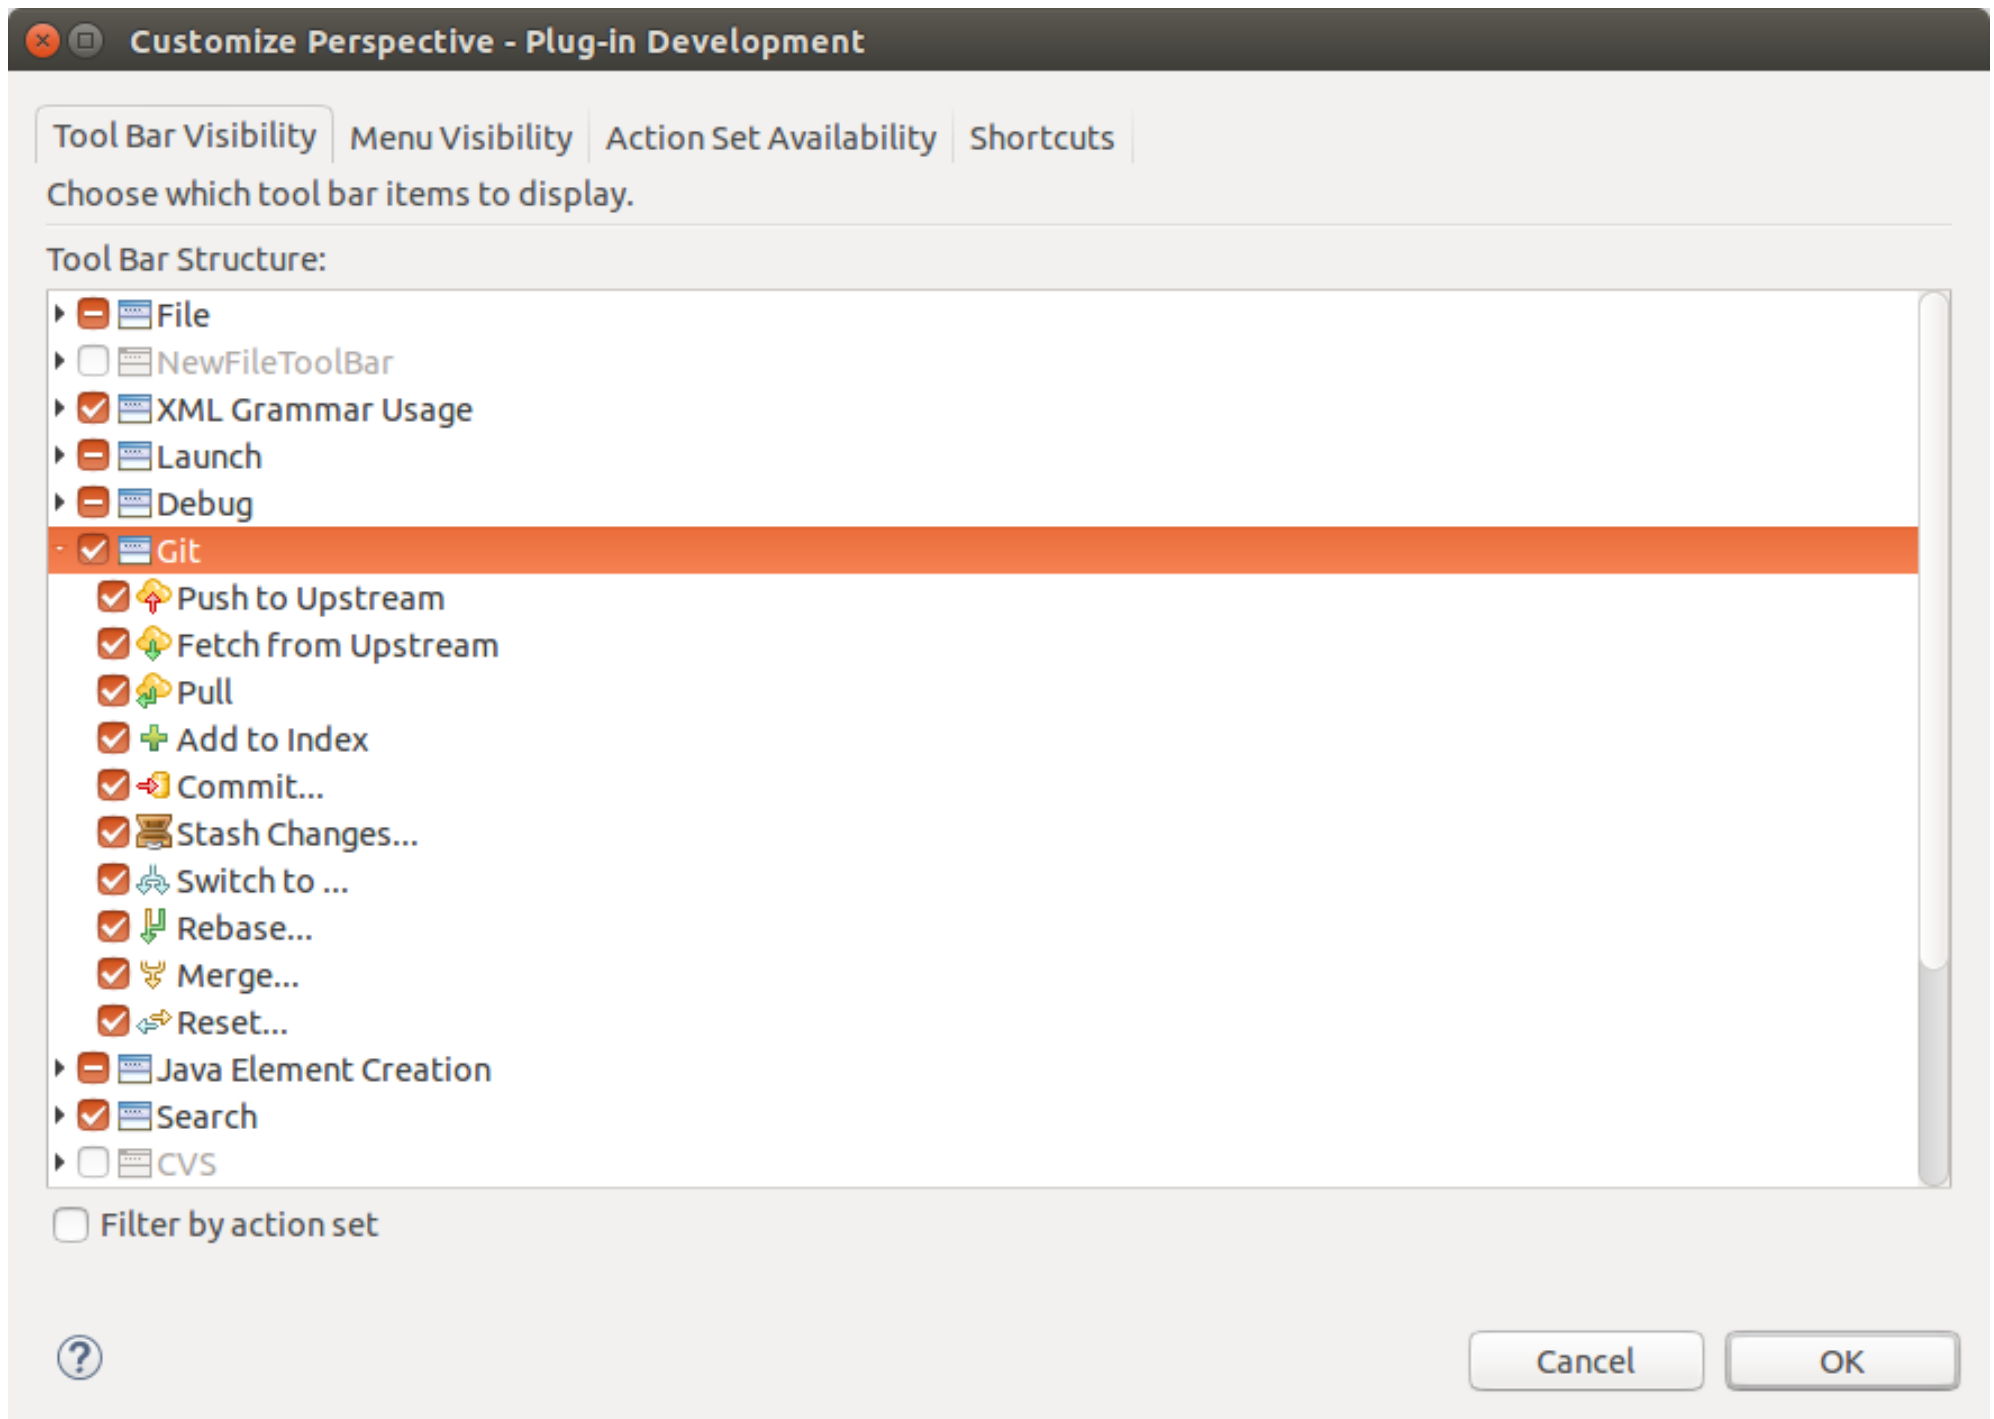 Customize Perspective - Plug-in Development
Tool Bar Visibility Menu Visibility Action Set Availability Shortcuts
Choose which tool bar items to display.
Tool Bar Structure:
File
NewFileToolBar
XML Grammar Usage
Launch
Debug
Git
Push to Upstream
Fetch from Upstream
Pull
Add to Index
Commit...
Stash Changes...
Switch to ...
Rebase...
Merge...
Reset...
Java Element Creation
Search
CVS
Filter by action set
? Cancel OK